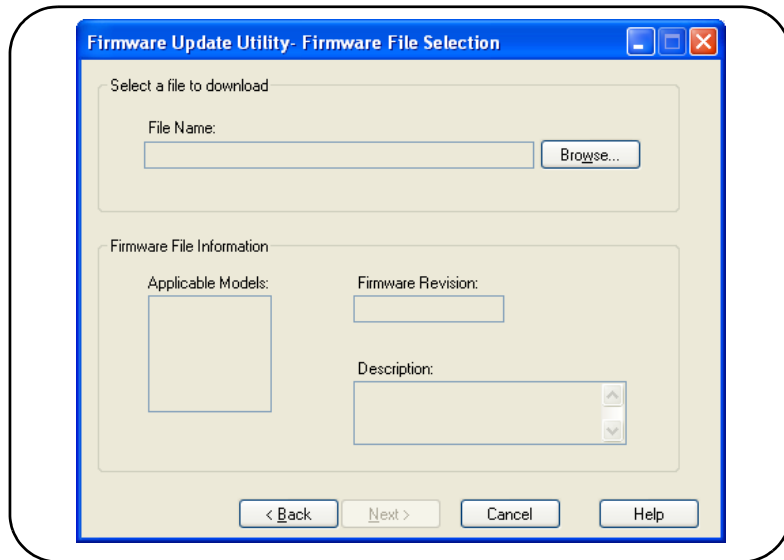 Firmware Update Utility- Firmware File Selection
Select a file to download
File Name:
Browse...
Firmware File Information
Applicable Models:
Firmware Revision:
Description:
< Back
Next >
Cancel
Help